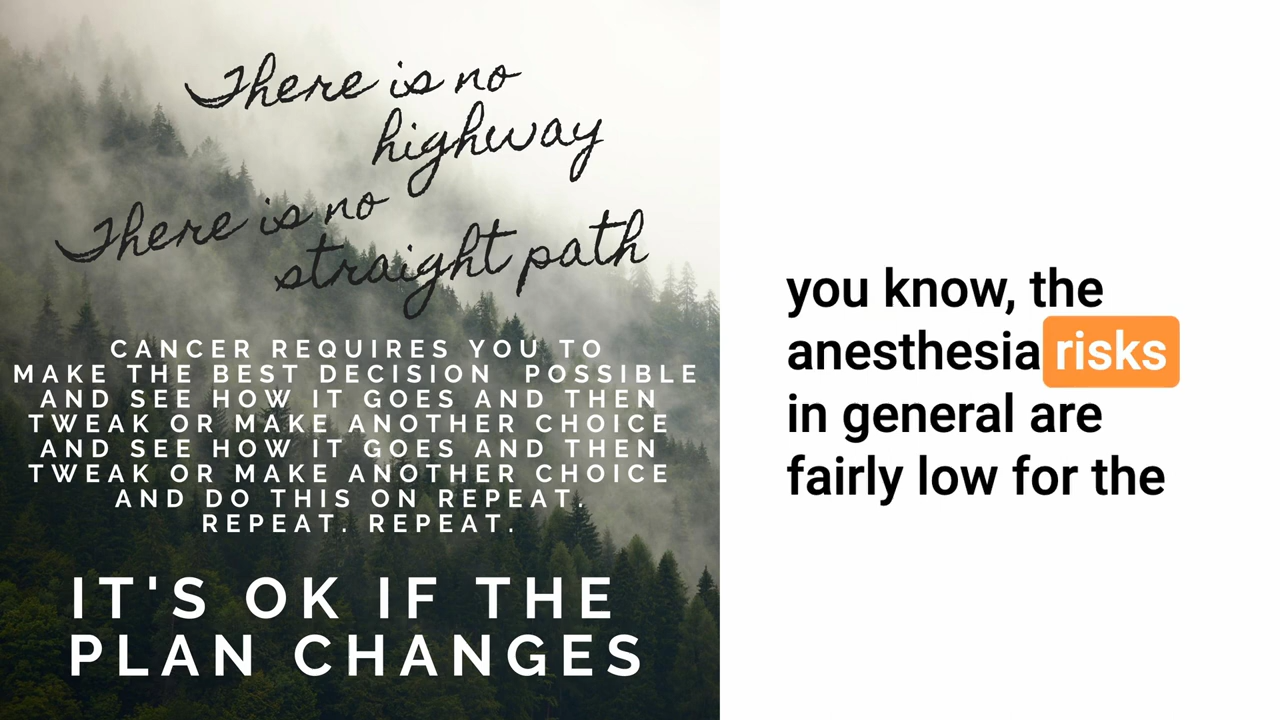 There is no
highway
There is no
straight path
CANCER REQUIRES YOU TO
MAKE THE BEST DECISION POSSIBLE
AND SEE HOW IT GOES AND THEN
TWEAK OR MAKE ANOTHER CHOICE
AND SEE HOW IT GOES AND THEN
TWEAK OR MAKE ANOTHER CHOICE
AND DO THIS ON REPEAT.
REPEAT. REPEAT.
IT'S OK IF THE
PLAN CHANGES
you know, the
anesthesia risks
in general are
fairly low for the